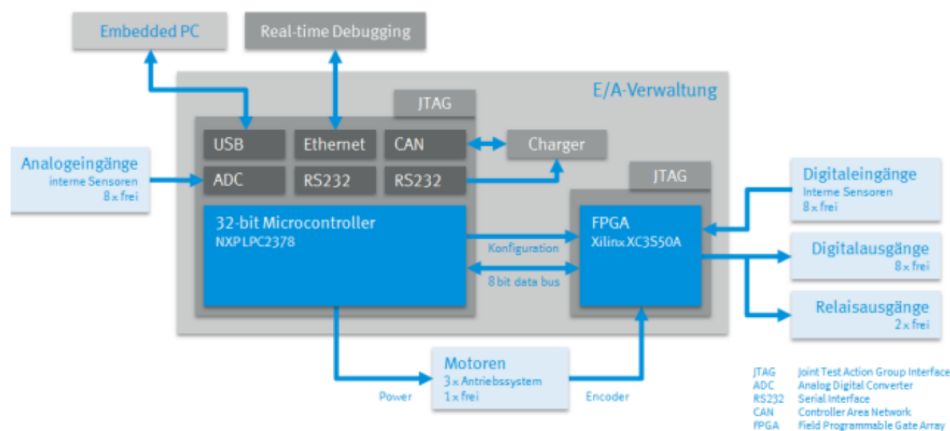 Embedded PC
Real-time Debugging
E/A-Verwaltung
JTAG
USB
Ethernet
CAN
Charger
Analogeingänge
interne Sensoren
8 x frei
ADC
RS232
RS232
JTAG
Digitaleingänge
Interne Sensoren
8 x frei
32-bit Microcontroller
NXP LPC2378
FPGA
Xilinx XC3S50A
Konfiguration
8 bit data bus
Digitalausgänge
8 x frei
Relaisausgänge
2 x frei
Motoren
3 x Antriebssystem
1 x frei
Power
Encoder
JTAG Joint Test Action Group Interface
ADC Analog Digital Converter
RS232 Serial Interface
CAN Controller Area Network
FPGA Field Programmable Gate Array